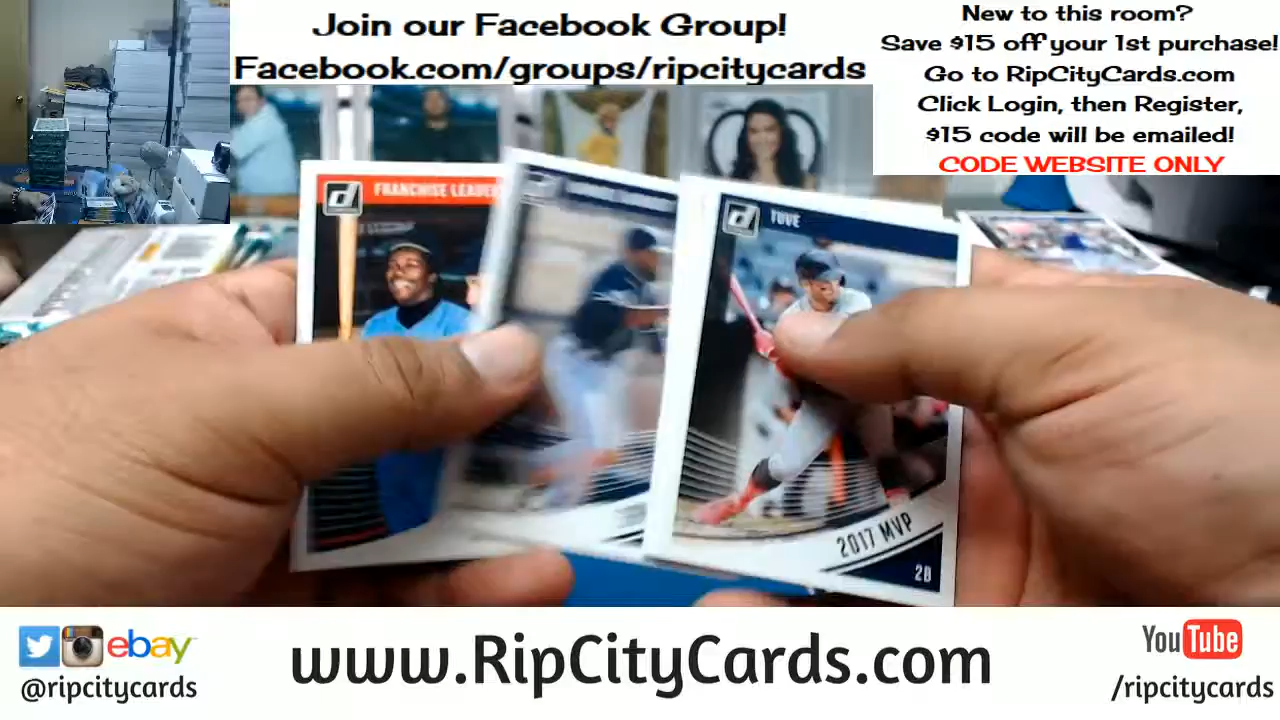 Join our Facebook Group!
Facebook.com/groups/ripcitycards
New to this room?
Save $15 off your 1st purchase!
Go to RipCityCards.com
Click Login, then Register,
$15 code will be emailed!
CODE WEBSITE ONLY
d FRANCHISE LEADE
d TUVE
2017 MVP
2B
ebay
@ripcitycards
www.RipCityCards.com
YouTube
/ripcitycards